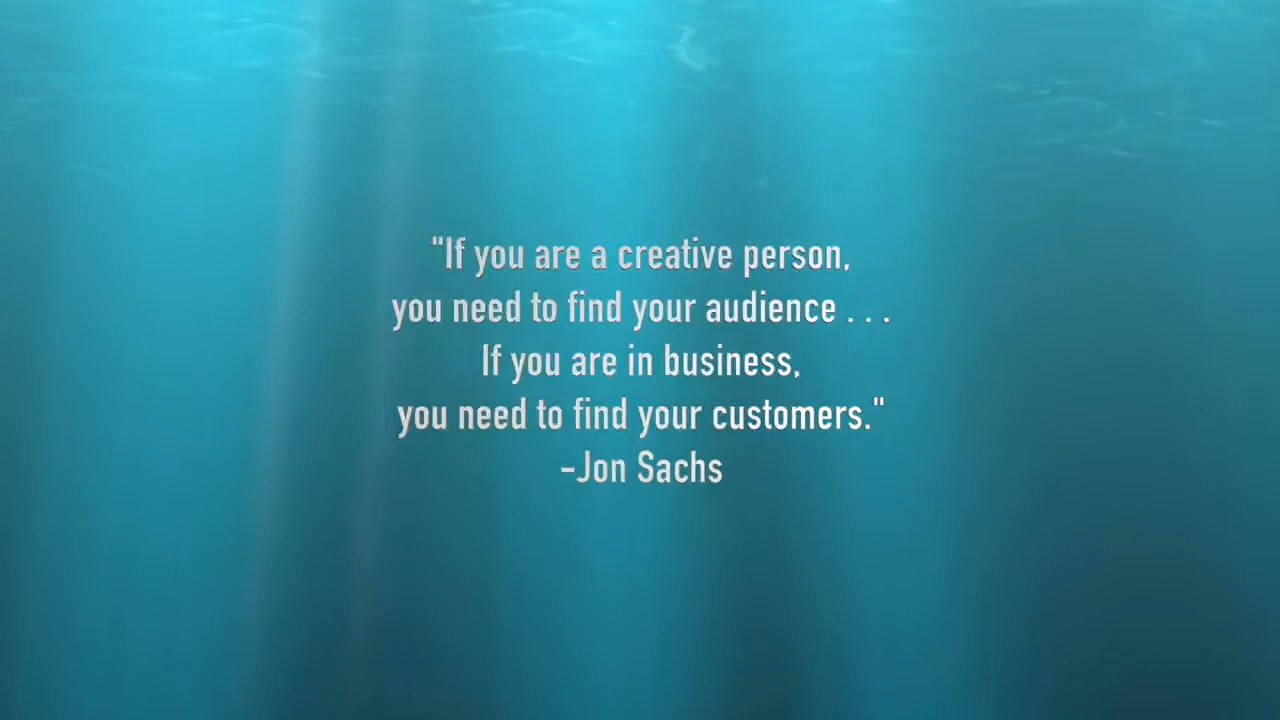 "If you are a creative person,
you need to find your audience . . .
If you are in business,
you need to find your customers."
-Jon Sachs